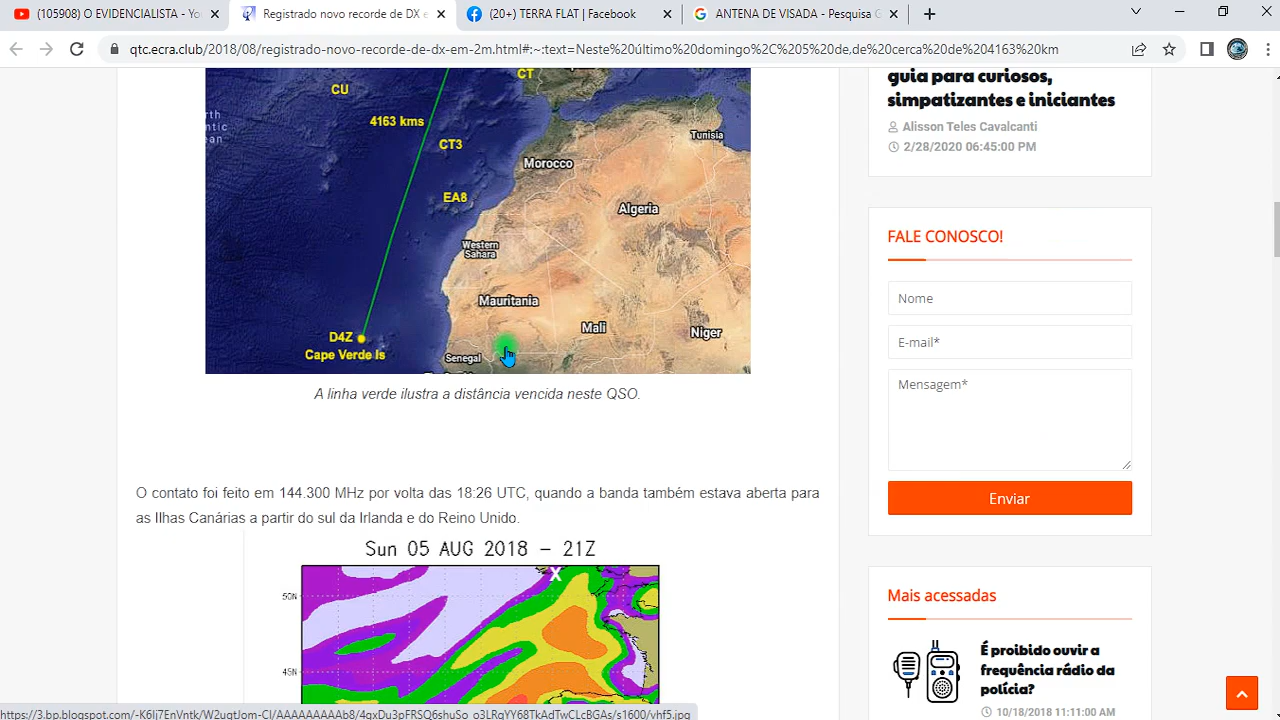 (105908) O EVIDENCIALISTA - Yo
Registrado novo recorde de DX e
(20+) TERRA FLAT | Facebook
ANTENA DE VISADA - Pesquisa G
qtc.ecra.club/2018/08/registrado-novo-recorde-de-dx-em-2m.html#:~:text=Neste%20último%20domingo%2C%205%20de,de%20cerca%20de%204163%20km
CT
CU
4163 kms
CT3
Tunisia
Morocco
EA8
Algeria
Western
Sahara
Mauritania
Mali
Niger
D4Z
Cape Verde Is
Senegal
A linha verde ilustra a distância vencida neste QSO.
O contato foi feito em 144.300 MHz por volta das 18:26 UTC, quando a banda também estava aberta para
as Ilhas Canárias a partir do sul da Irlanda e do Reino Unido.
Sun 05 AUG 2018 – 21Z
X
50N
45N
guia para curiosos,
simpatizantes e iniciantes
Alisson Teles Cavalcanti
2/28/2020 06:45:00 PM
FALE CONOSCO!
Nome
E-mail*
Mensagem*
Enviar
Mais acessadas
É proibido ouvir a
frequência rádio da
polícia?
10/18/2018 11:11:00 AM